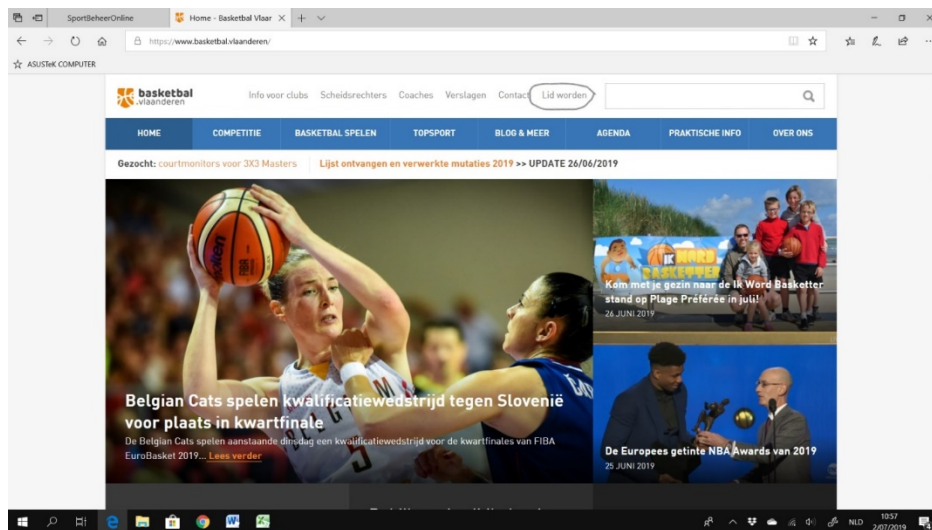 SportBeheerOnline
Home - Basketbal Vlaar
https://www.basketbal.vlaanderen/
ASUSTeK COMPUTER
basketbal
.vlaanderen
Info voor clubs Scheidsrechters Coaches Verslagen Contact Lid worden
HOME COMPETITIE BASKETBAL SPELEN TOPSPORT BLOG & MEER AGENDA PRAKTISCHE INFO OVER ONS
Gezocht: courtmonitors voor 3X3 Masters Lijst ontvangen en verwerkte mutaties 2019 >> UPDATE 26/06/2019
molten
FIBA
IK WORD
BASKETTER
Kom met je gezin naar de Ik Word Basketter
stand op Plage Préférée in juli!
26 JUNI 2019
Belgian Cats spelen kwalificatiewedstrijd tegen Slovenië
voor plaats in kwartfinale
De Belgian Cats spelen aanstaande dinsdag een kwalificatiewedstrijd voor de kwartfinales van FIBA
EuroBasket 2019... Lees verder
De Europees getinte NBA Awards van 2019
25 JUNI 2019
NLD
10:57
2/07/2019